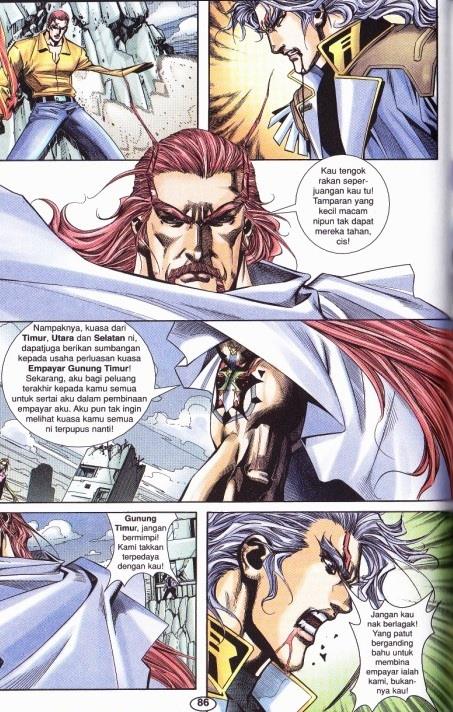 Kau tengok
rakan seper-
juangan kau tu!
Tamparan yang
kecil macam
nipun tak dapat
mereka tahan,
cis!
Nampaknya, kuasa dari
Timur, Utara dan Selatan ni,
dapatjuga berikan sumbangan
kepada usaha perluasan kuasa
Empayar Gunung Timur!
Sekarang, aku bagi peluang
terakhir kepada kamu semua
untuk sertai aku dalam pembinaan
empayar aku. Aku pun tak ingin
melihat kuasa kamu semua
ni terpupus nanti!
Gunung
Timur, jangan
bermimpi!
Kami takkan
terpedaya
dengan kau!
Jangan kau
nak berlagak!
Yang patut
berganding
bahu untuk
membina
empayar ialah
kami, bukan-
nya kau!
86